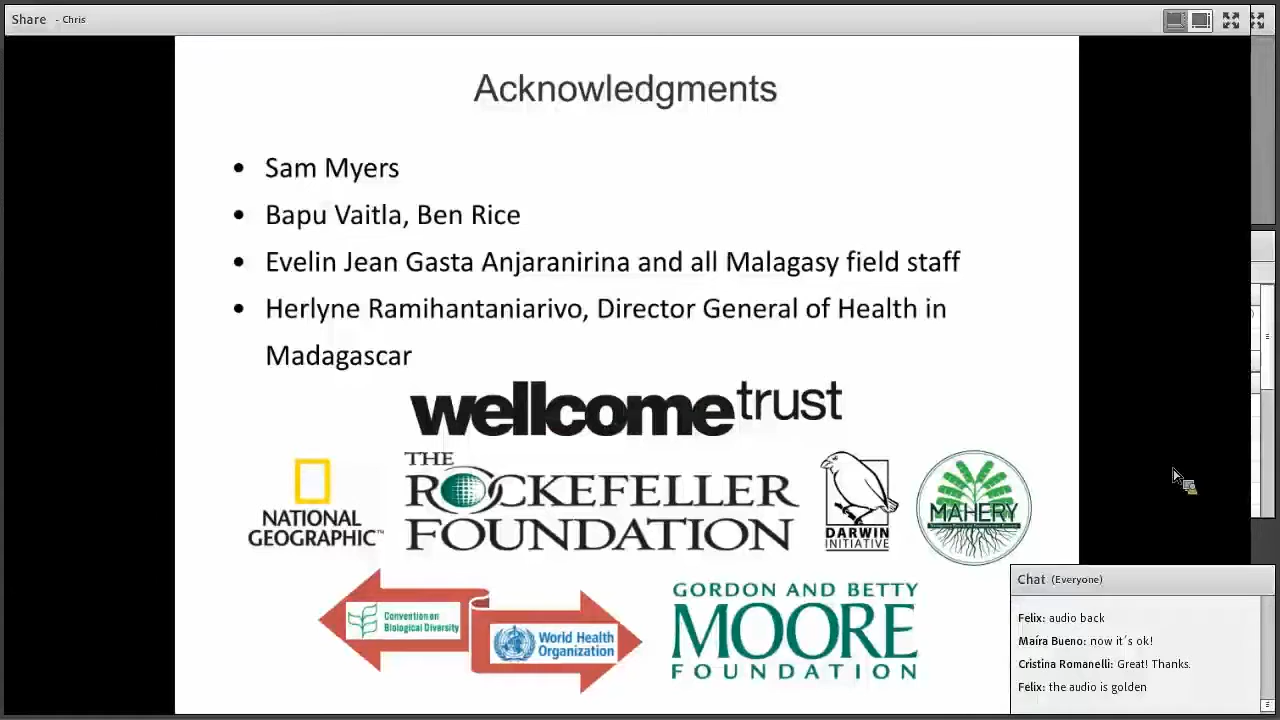 Share - Chris
Acknowledgments
• Sam Myers
• Bapu Vaitla, Ben Rice
• Evelin Jean Gasta Anjaranirina and all Malagasy field staff
• Herlyne Ramihantaniarivo, Director General of Health in
Madagascar
wellcometrust
NATIONAL
GEOGRAPHIC™
THE
ROCKEFELLER
FOUNDATION
DARWIN
INITIATIVE
MAHERY
Convention on
Biological Diversity
World Health
Organization
GORDON AND BETTY
MOORE
FOUNDATION
Chat (Everyone)
Felix: audio back
Maíra Bueno: now it´s ok!
Cristina Romanelli: Great! Thanks.
Felix: the audio is golden